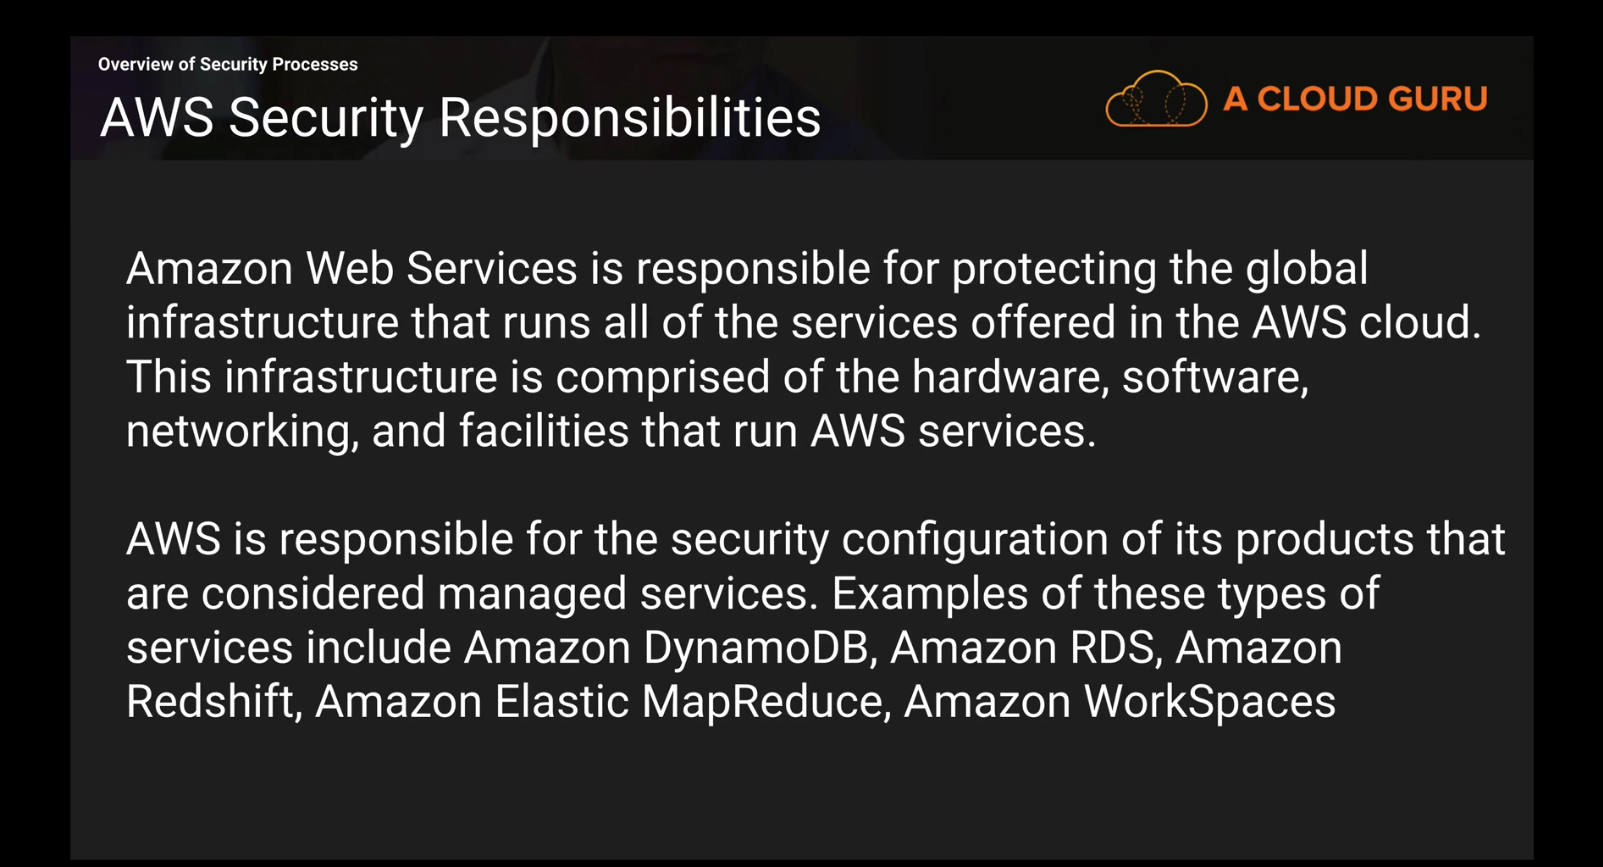 Overview of Security Processes
AWS Security Responsibilities
A CLOUD GURU
Amazon Web Services is responsible for protecting the global
infrastructure that runs all of the services offered in the AWS cloud.
This infrastructure is comprised of the hardware, software,
networking, and facilities that run AWS services.
AWS is responsible for the security configuration of its products that
are considered managed services. Examples of these types of
services include Amazon DynamoDB, Amazon RDS, Amazon
Redshift, Amazon Elastic MapReduce, Amazon WorkSpaces